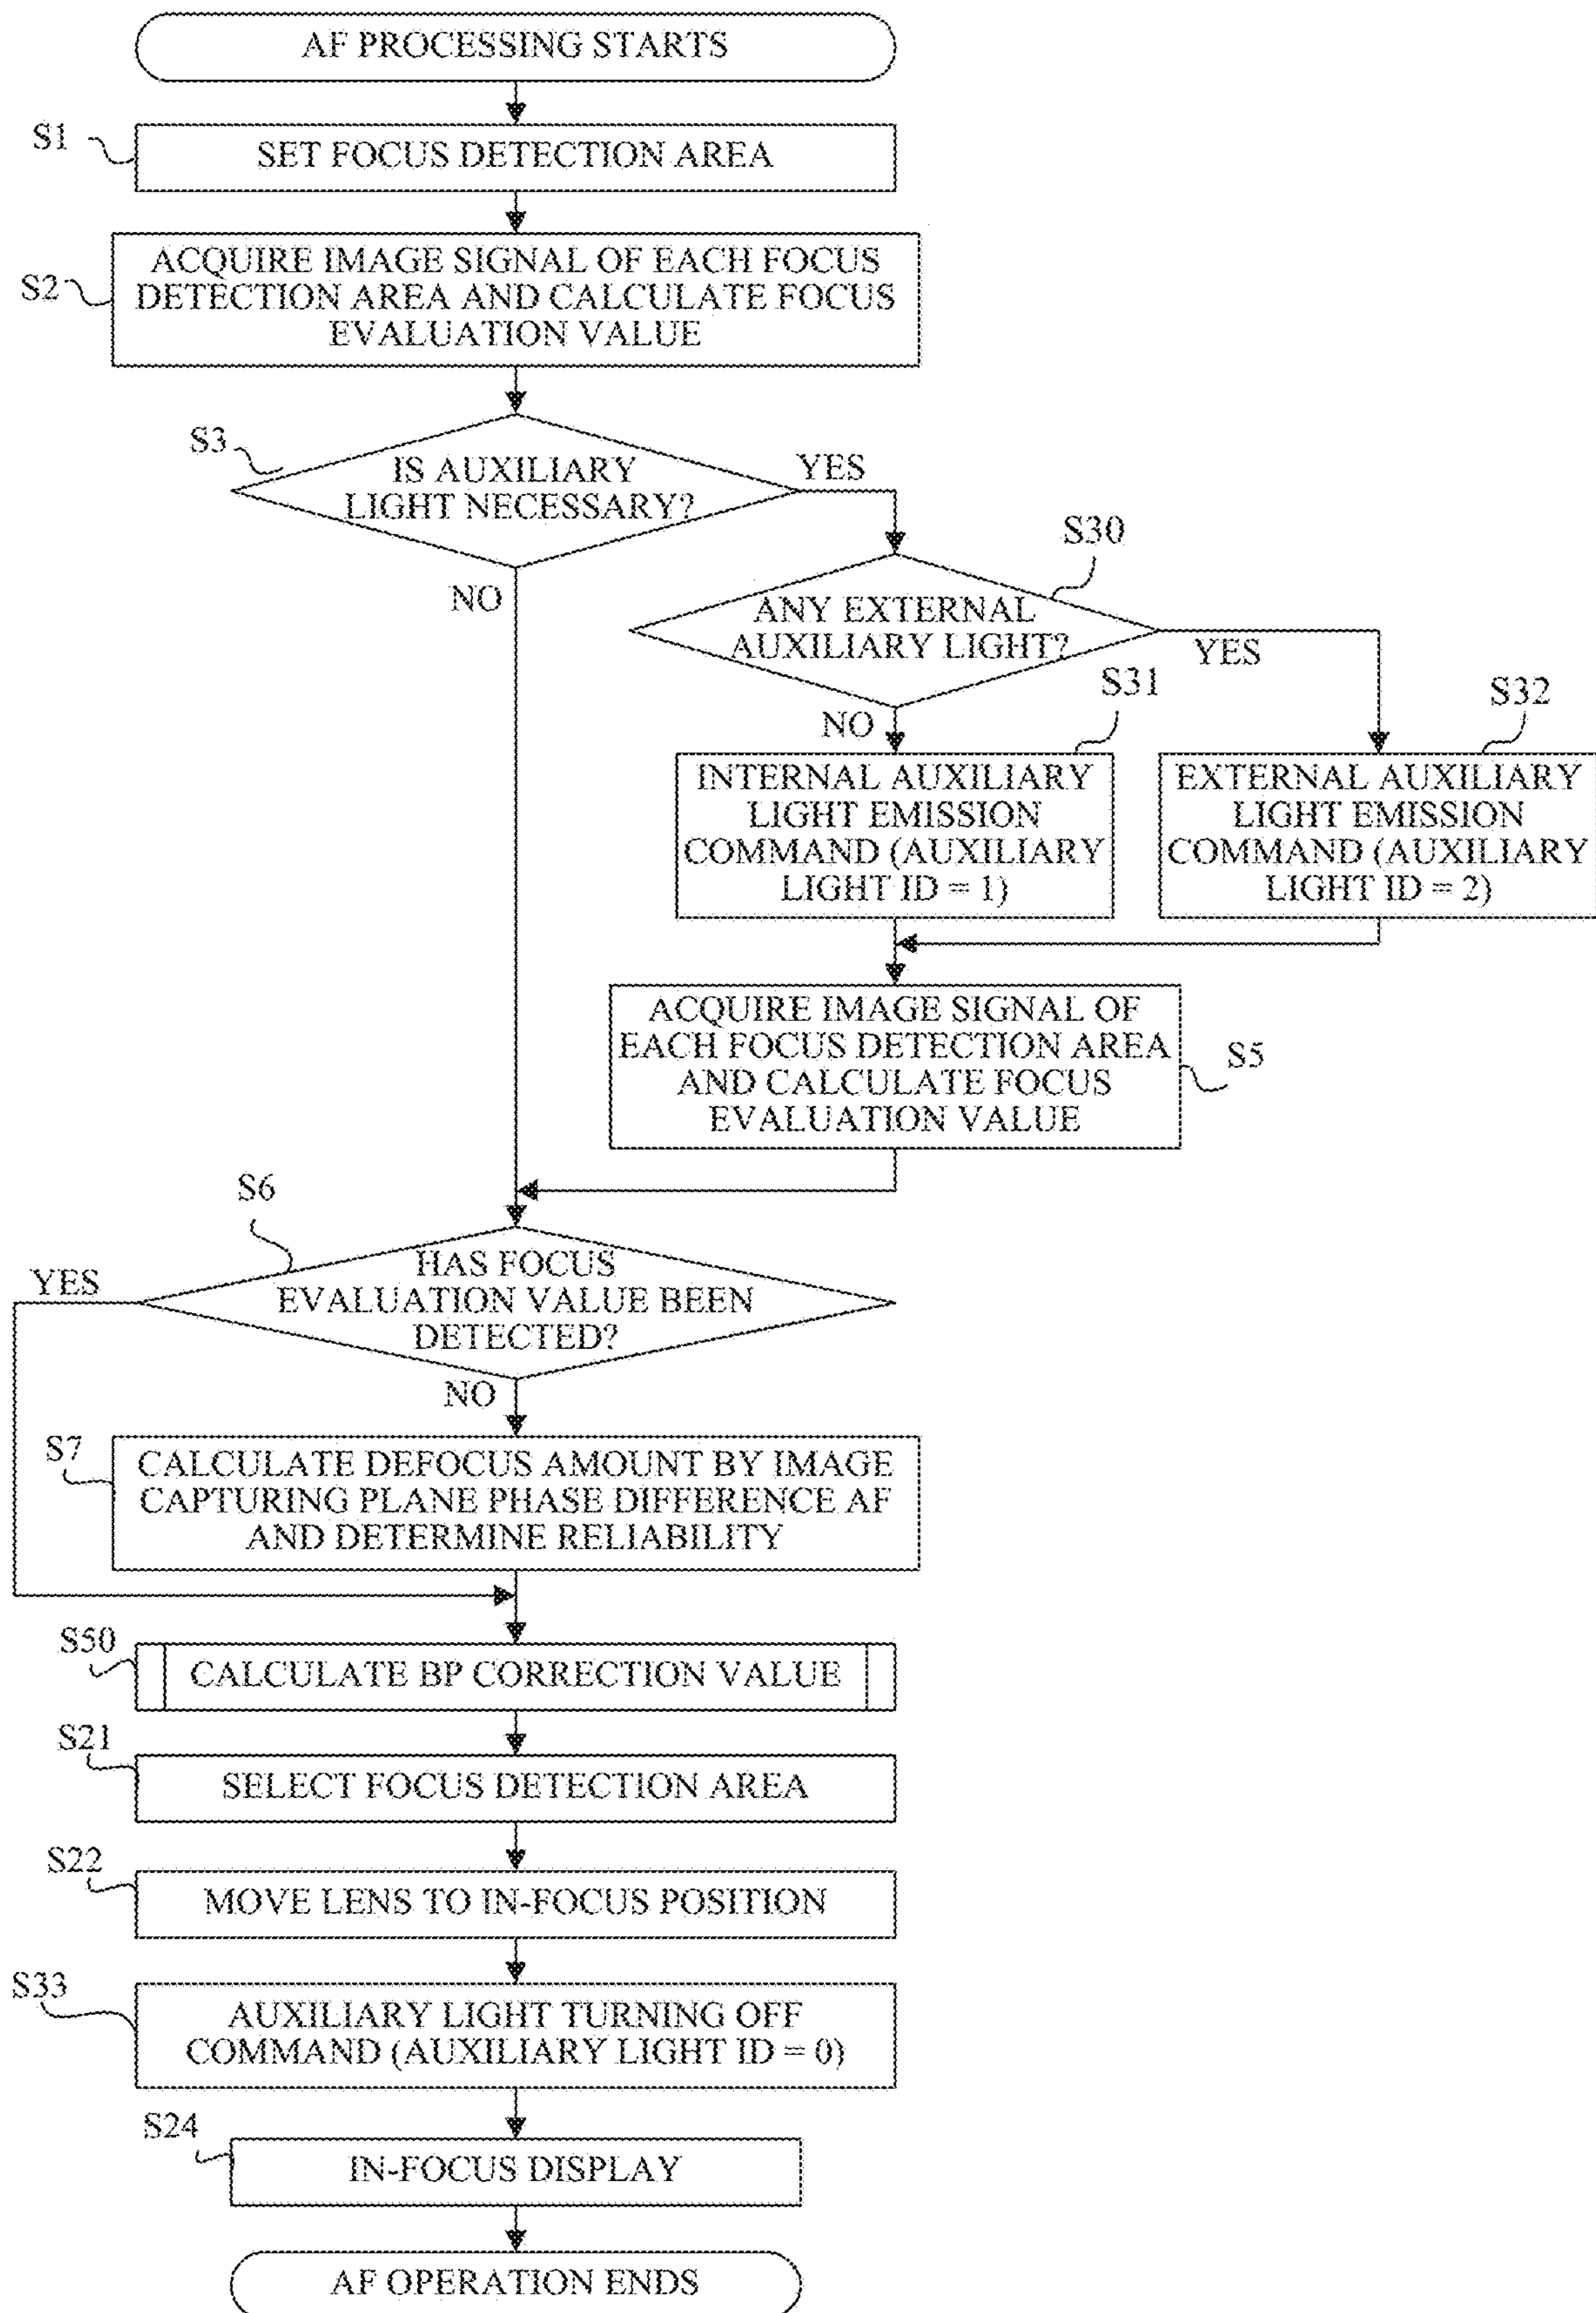 AF PROCESSING STARTS
S1
SET FOCUS DETECTION AREA
S2
ACQUIRE IMAGE SIGNAL OF EACH FOCUS
DETECTION AREA AND CALCULATE FOCUS
EVALUATION VALUE
S3
IS AUXILIARY
LIGHT NECESSARY?
YES
NO
S30
ANY EXTERNAL
AUXILIARY LIGHT?
YES
NO
S31
INTERNAL AUXILIARY
LIGHT EMISSION
COMMAND (AUXILIARY
LIGHT ID = 1)
S32
EXTERNAL AUXILIARY
LIGHT EMISSION
COMMAND (AUXILIARY
LIGHT ID = 2)
ACQUIRE IMAGE SIGNAL OF
EACH FOCUS DETECTION AREA
AND CALCULATE FOCUS
EVALUATION VALUE
S5
S6
YES
HAS FOCUS
EVALUATION VALUE BEEN
DETECTED?
NO
S7
CALCULATE DEFOCUS AMOUNT BY IMAGE
CAPTURING PLANE PHASE DIFFERENCE AF
AND DETERMINE RELIABILITY
S50
CALCULATE BP CORRECTION VALUE
S21
SELECT FOCUS DETECTION AREA
S22
MOVE LENS TO IN-FOCUS POSITION
S33
AUXILIARY LIGHT TURNING OFF
COMMAND (AUXILIARY LIGHT ID = 0)
S24
IN-FOCUS DISPLAY
AF OPERATION ENDS